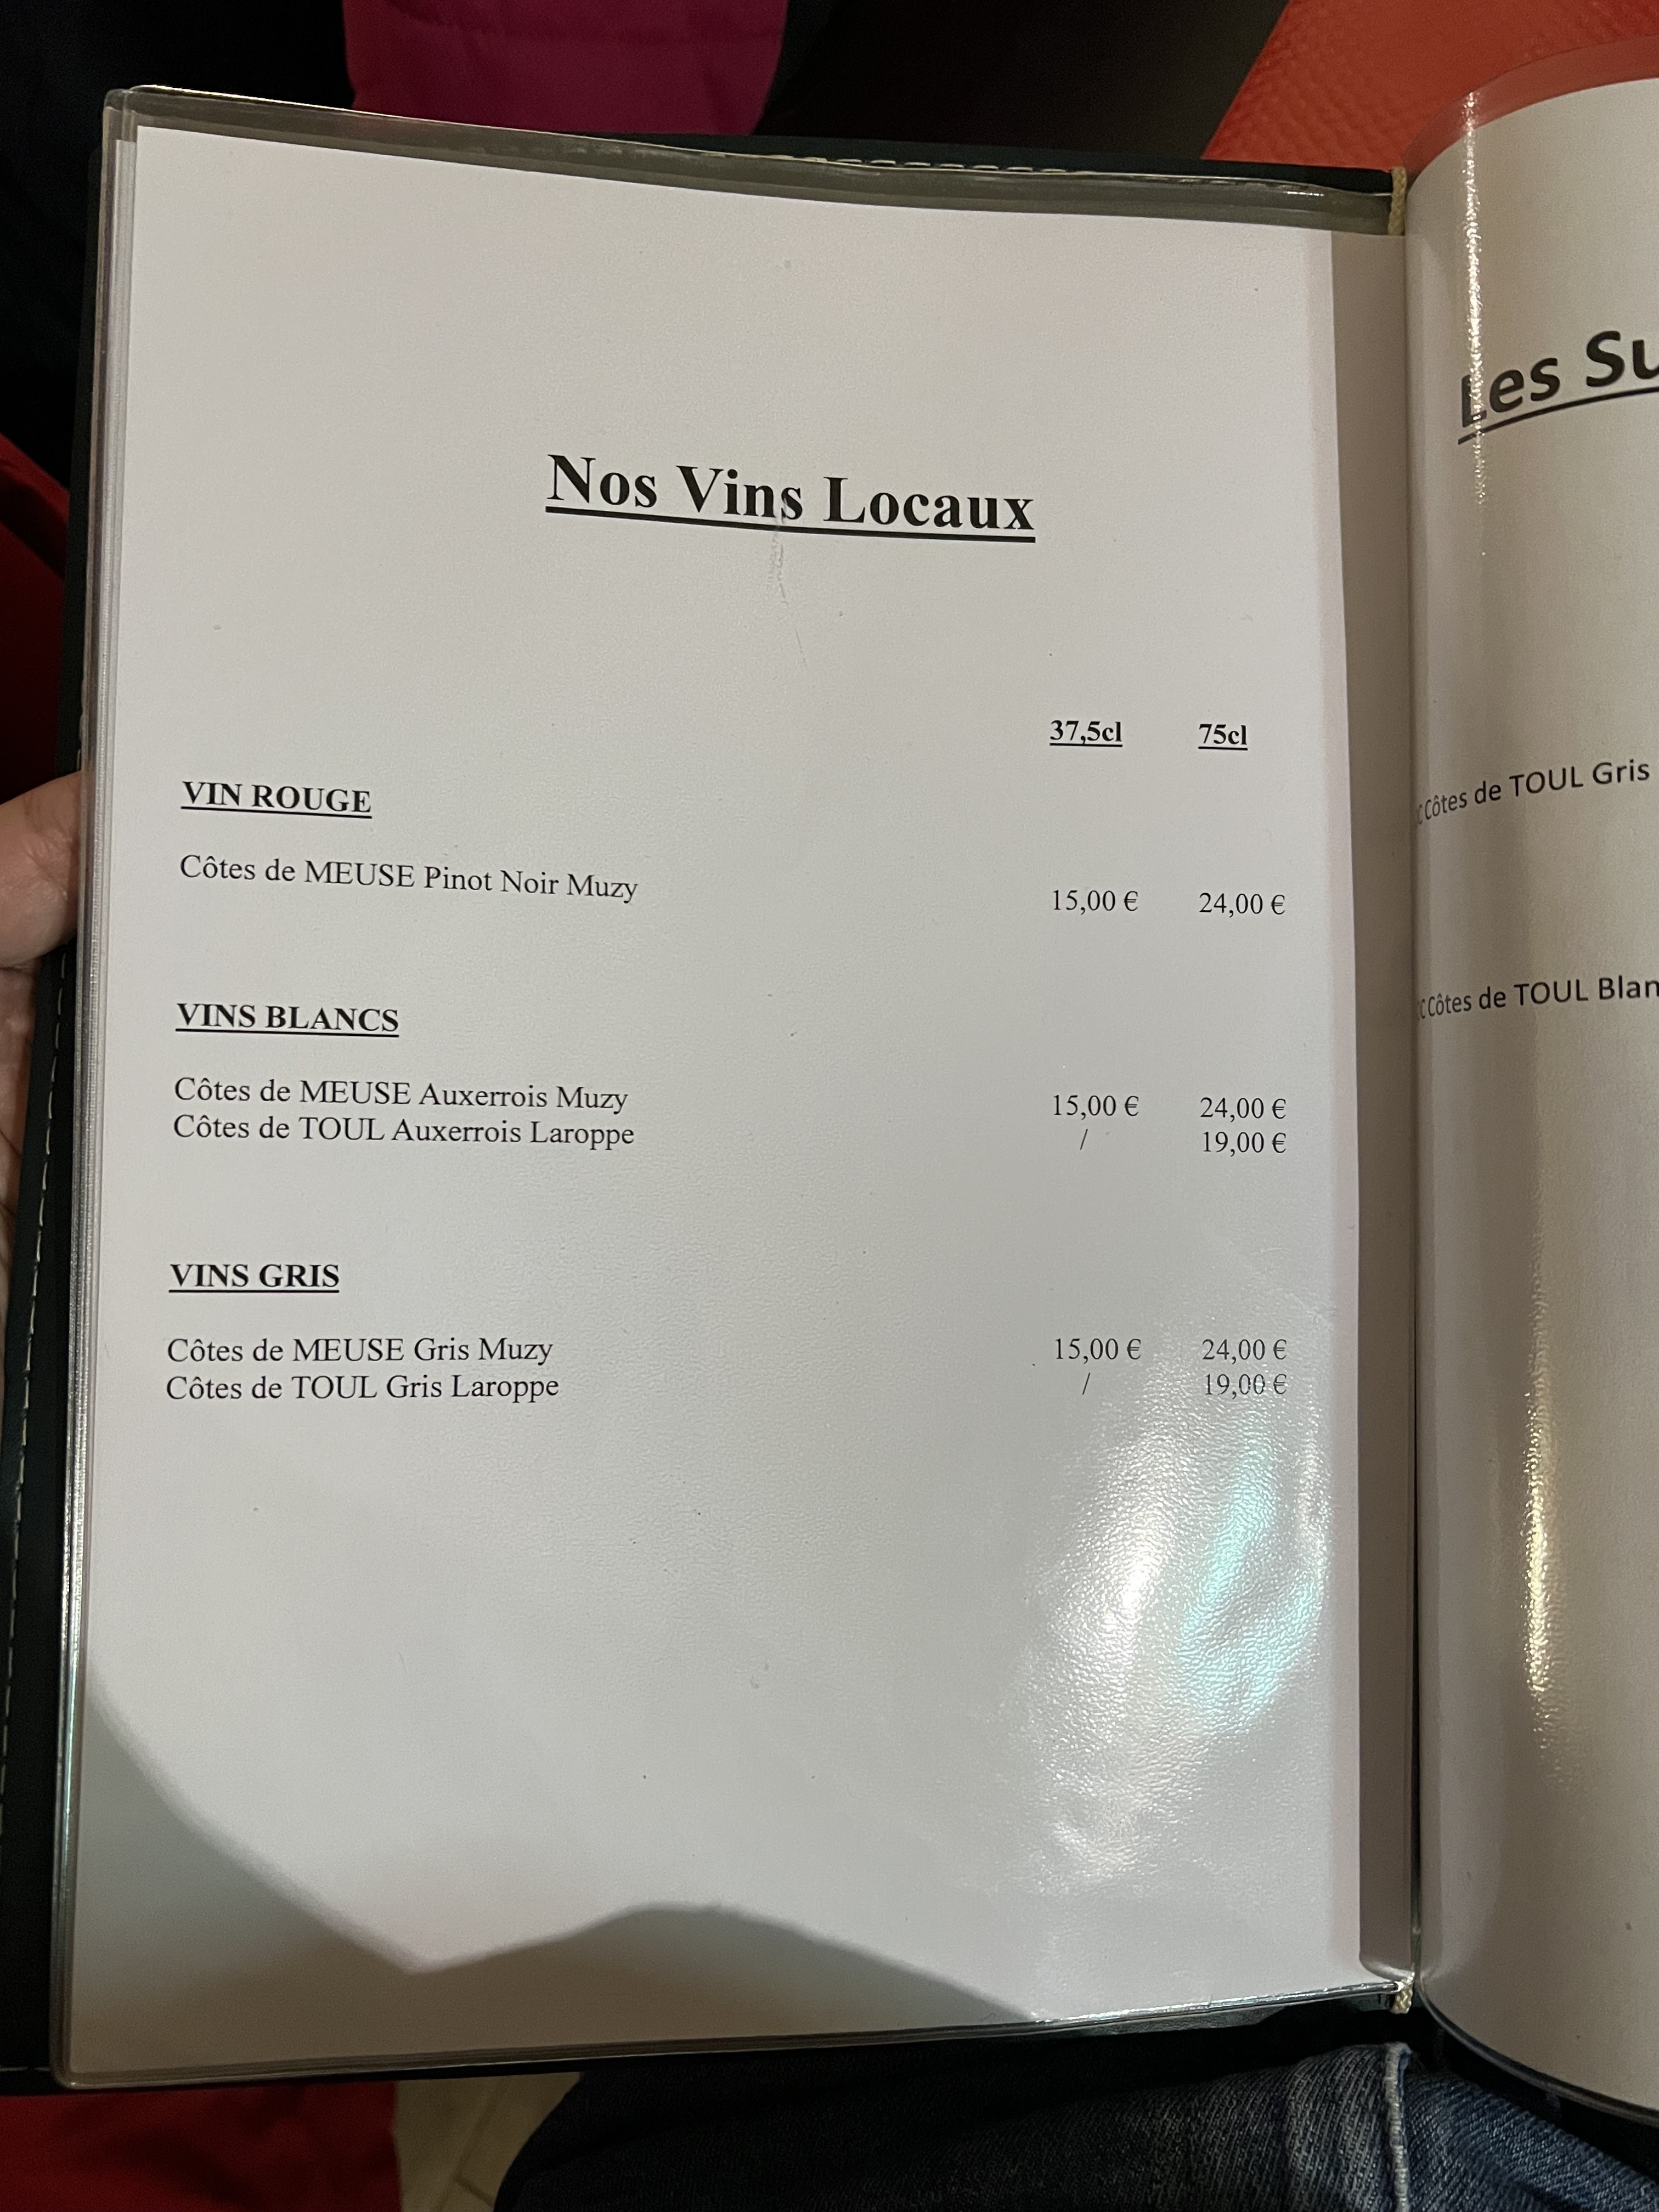 Nos Vins Locaux
37,5cl 75cl
VIN ROUGE
Côtes de MEUSE Pinot Noir Muzy 15,00 € 24,00 €
VINS BLANCS
Côtes de MEUSE Auxerrois Muzy 15,00 € 24,00 €
Côtes de TOUL Auxerrois Laroppe / 19,00 €
VINS GRIS
Côtes de MEUSE Gris Muzy 15,00 € 24,00 €
Côtes de TOUL Gris Laroppe / 19,00 €
Les
Côtes de TOUL Gris
Côtes de TOUL